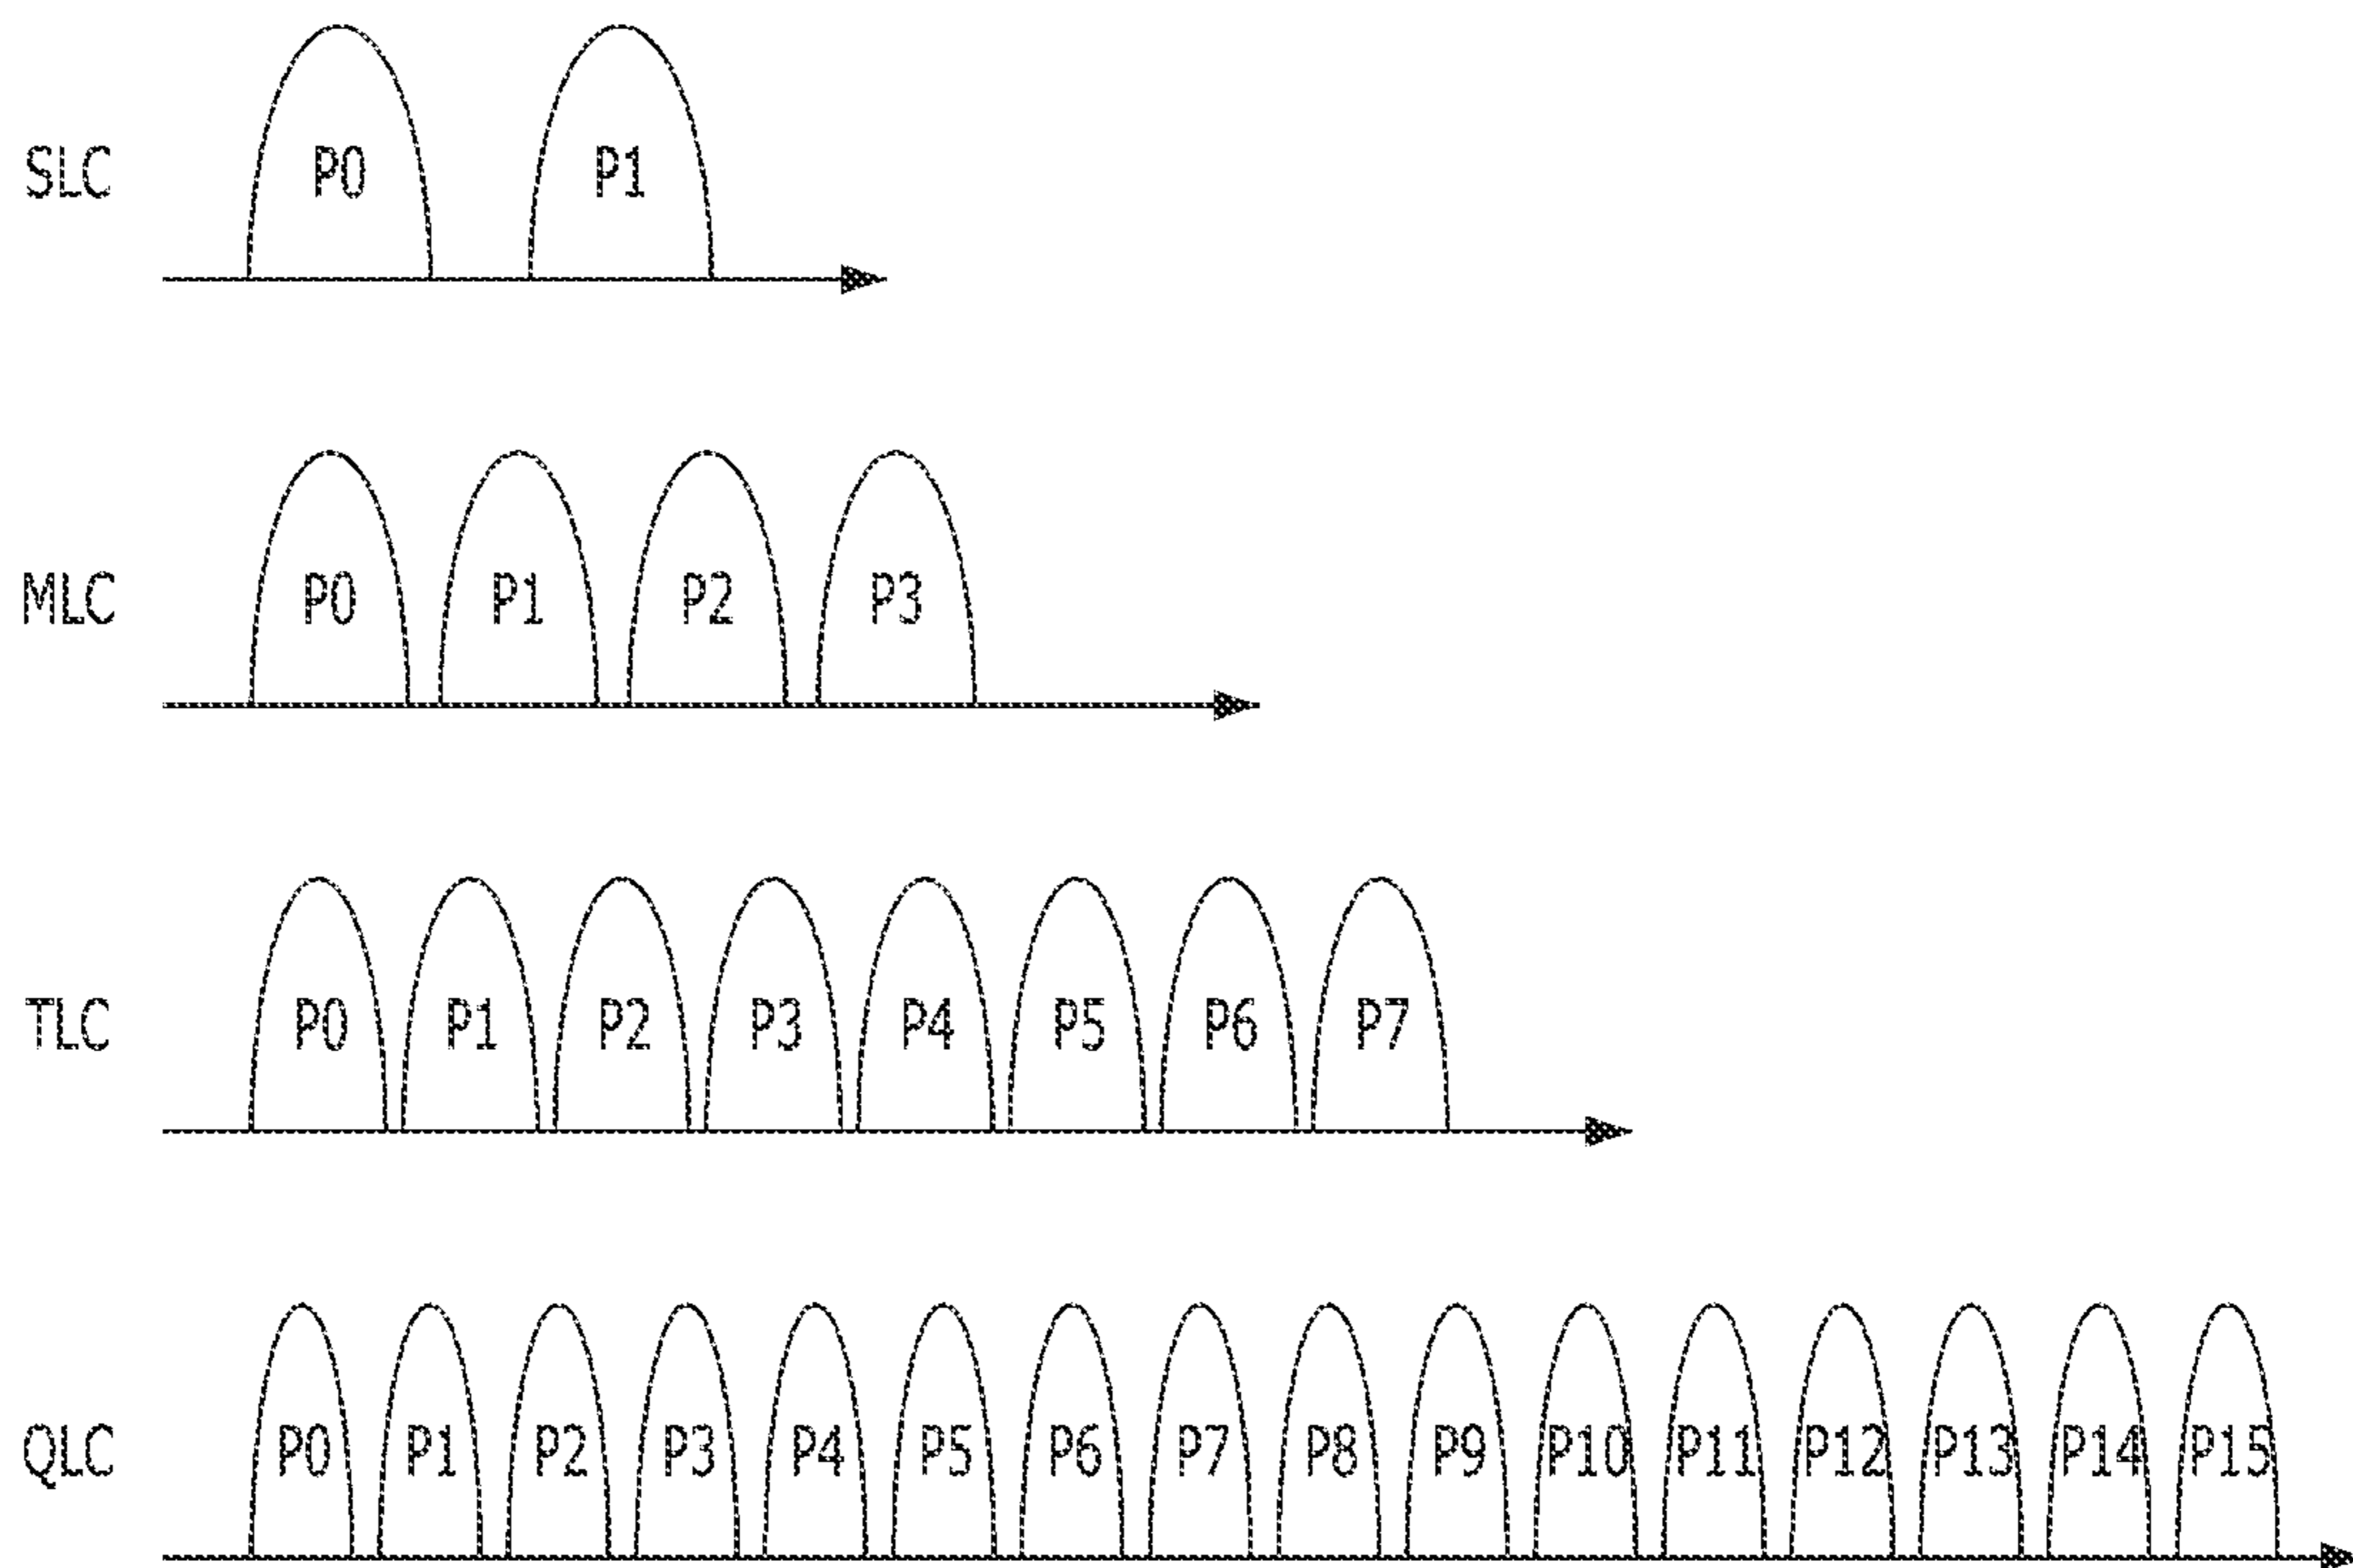 SLC P0 P1
MLC P0 P1 P2 P3
TLC P0 P1 P2 P3 P4 P5 P6 P7
QLC P0 P1 P2 P3 P4 P5 P6 P7 P8 P9 P10 P11 P12 P13 P14 P15